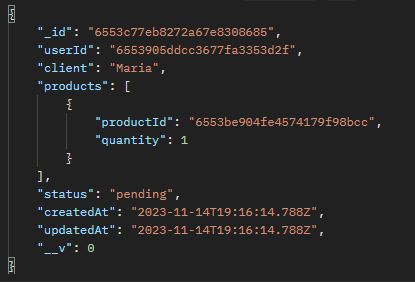 {
"_id": "6553c77eb8272a67e8308685",
"userId": "6553905ddcc3677fa3353d2f",
"client": "Maria",
"products": [
{
"productId": "6553be904fe4574179f98bcc",
"quantity": 1
}
],
"status": "pending",
"createdAt": "2023-11-14T19:16:14.788Z",
"updatedAt": "2023-11-14T19:16:14.788Z",
"__v": 0
}